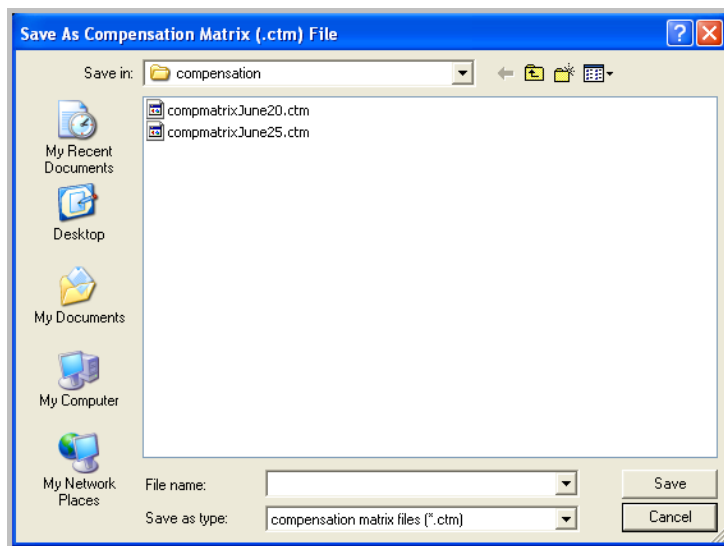 Save As Compensation Matrix (.ctm) File
Save in:
compensation
compmatrixJune20.ctm
compmatrixJune25.ctm
My Recent
Documents
Desktop
My Documents
My Computer
My Network
Places
File name:
Save
Save as type:
compensation matrix files (*.ctm)
Cancel